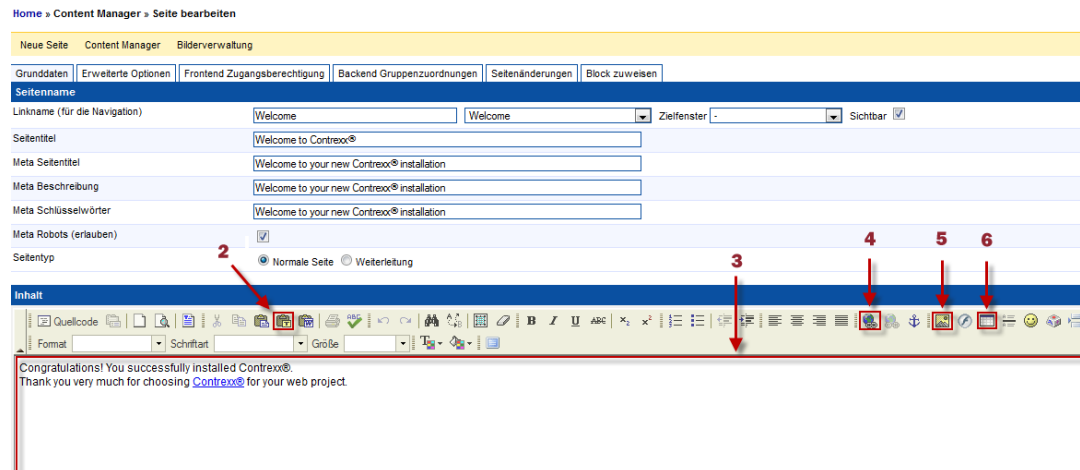 Home » Content Manager » Seite bearbeiten
Neue Seite Content Manager Bilderverwaltung
Grunddaten Erweiterte Optionen Frontend Zugangsberechtigung Backend Gruppenzuordnungen Seitenänderungen Block zuweisen
Seitenname
Linkname (für die Navigation) Welcome Welcome Zielfenster - Sichtbar
Seitentitel Welcome to Contrexx®
Meta Seitentitel Welcome to your new Contrexx® installation
Meta Beschreibung Welcome to your new Contrexx® installation
Meta Schlüsselwörter Welcome to your new Contrexx® installation
Meta Robots (erlauben)
Seitentyp Normale Seite Weiterleitung
2 3 4 5 6
Inhalt
Quellcode ABC B I U ABC x₂ x²
Format Schriftart Größe
Congratulations! You successfully installed Contrexx®.
Thank you very much for choosing Contrexx® for your web project.